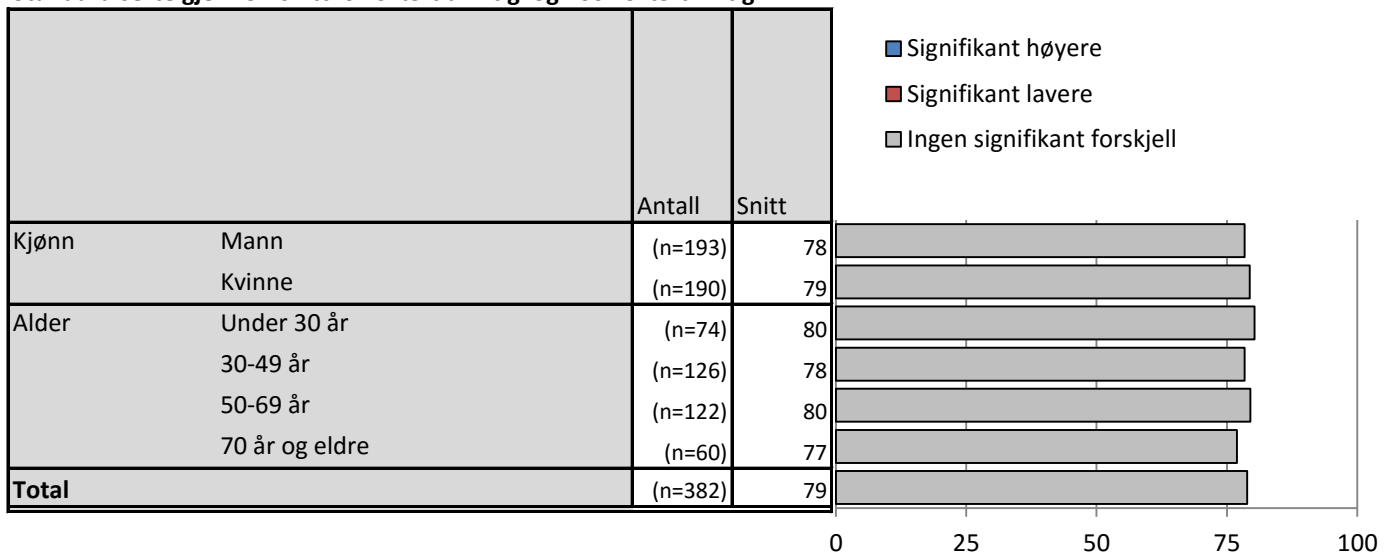 Signifikant høyere
Signifikant lavere
Ingen signifikant forskjell
Antall Snitt
Kjønn Mann (n=193) 78
Kvinne (n=190) 79
Alder Under 30 år (n=74) 80
30-49 år (n=126) 78
50-69 år (n=122) 80
70 år og eldre (n=60) 77
Total (n=382) 79
0 25 50 75 100